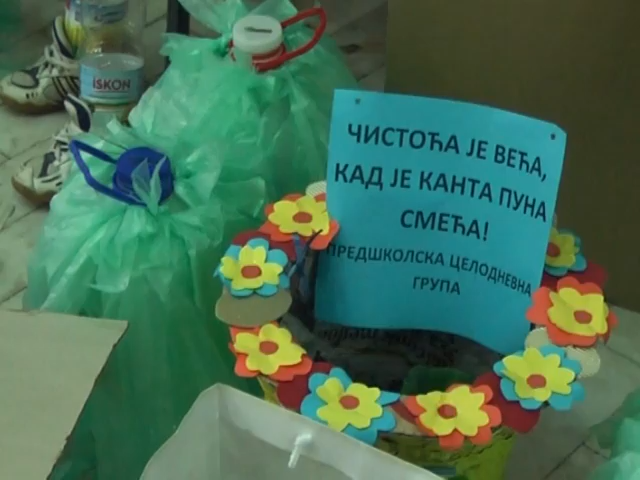 ISKON
ЧИСТОЋА ЈЕ ВЕЋА,
КАД ЈЕ КАНТА ПУНА
СМЕЋА!
ПРЕДШКОЛСКА ЦЕЛОДНЕВНА
ГРУПА